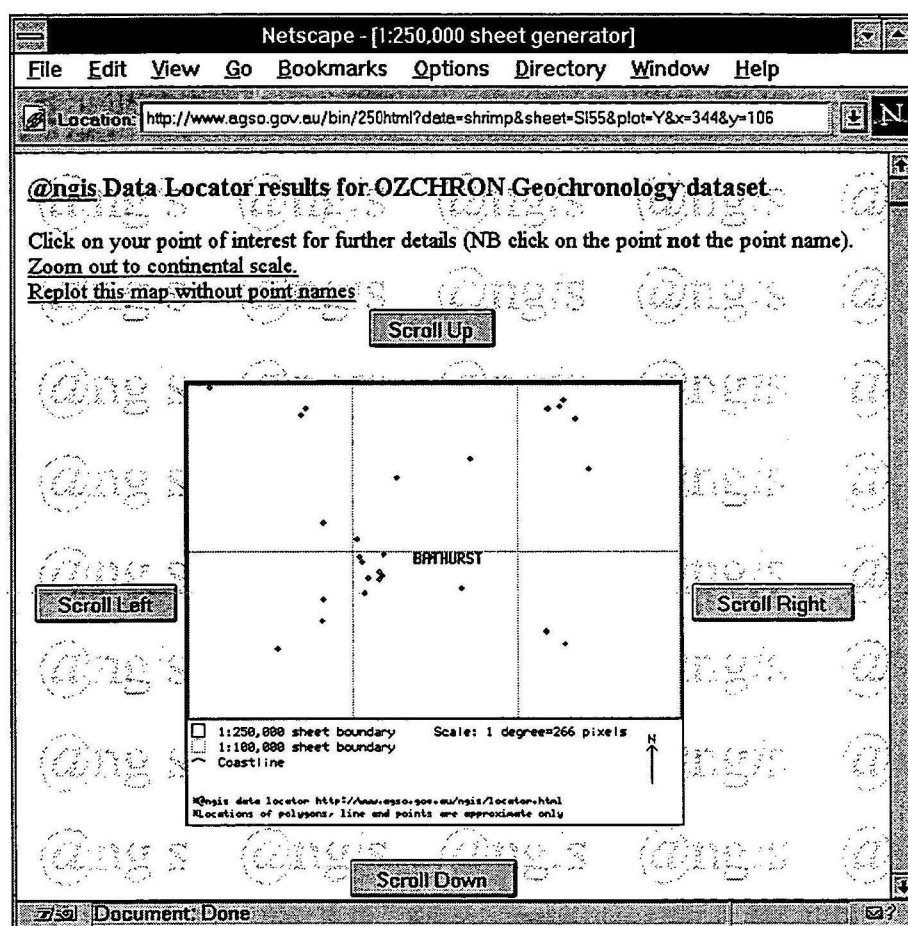 Netscape - [1:250,000 sheet generator]
File Edit View Go Bookmarks Options Directory Window Help
Location: http://www.agso.gov.au/bin/250html?data=shrimp&sheet=SI55&plot=Y&x=344&y=106
N
@ngis Data Locator results for OZCHRON Geochronology dataset
Click on your point of interest for further details (NB click on the point not the point name).
Zoom out to continental scale.
Replot this map without point names
Scroll Up
BATHURST
Scroll Left
Scroll Right
1:250,000 sheet boundary Scale: 1 degree=266 pixels N
1:100,000 sheet boundary
Coastline
*@ngis data locator http://www.agso.gov.au/ngis/locator.html
*Locations of polygons, line and points are approximate only
Scroll Down
Document: Done
?